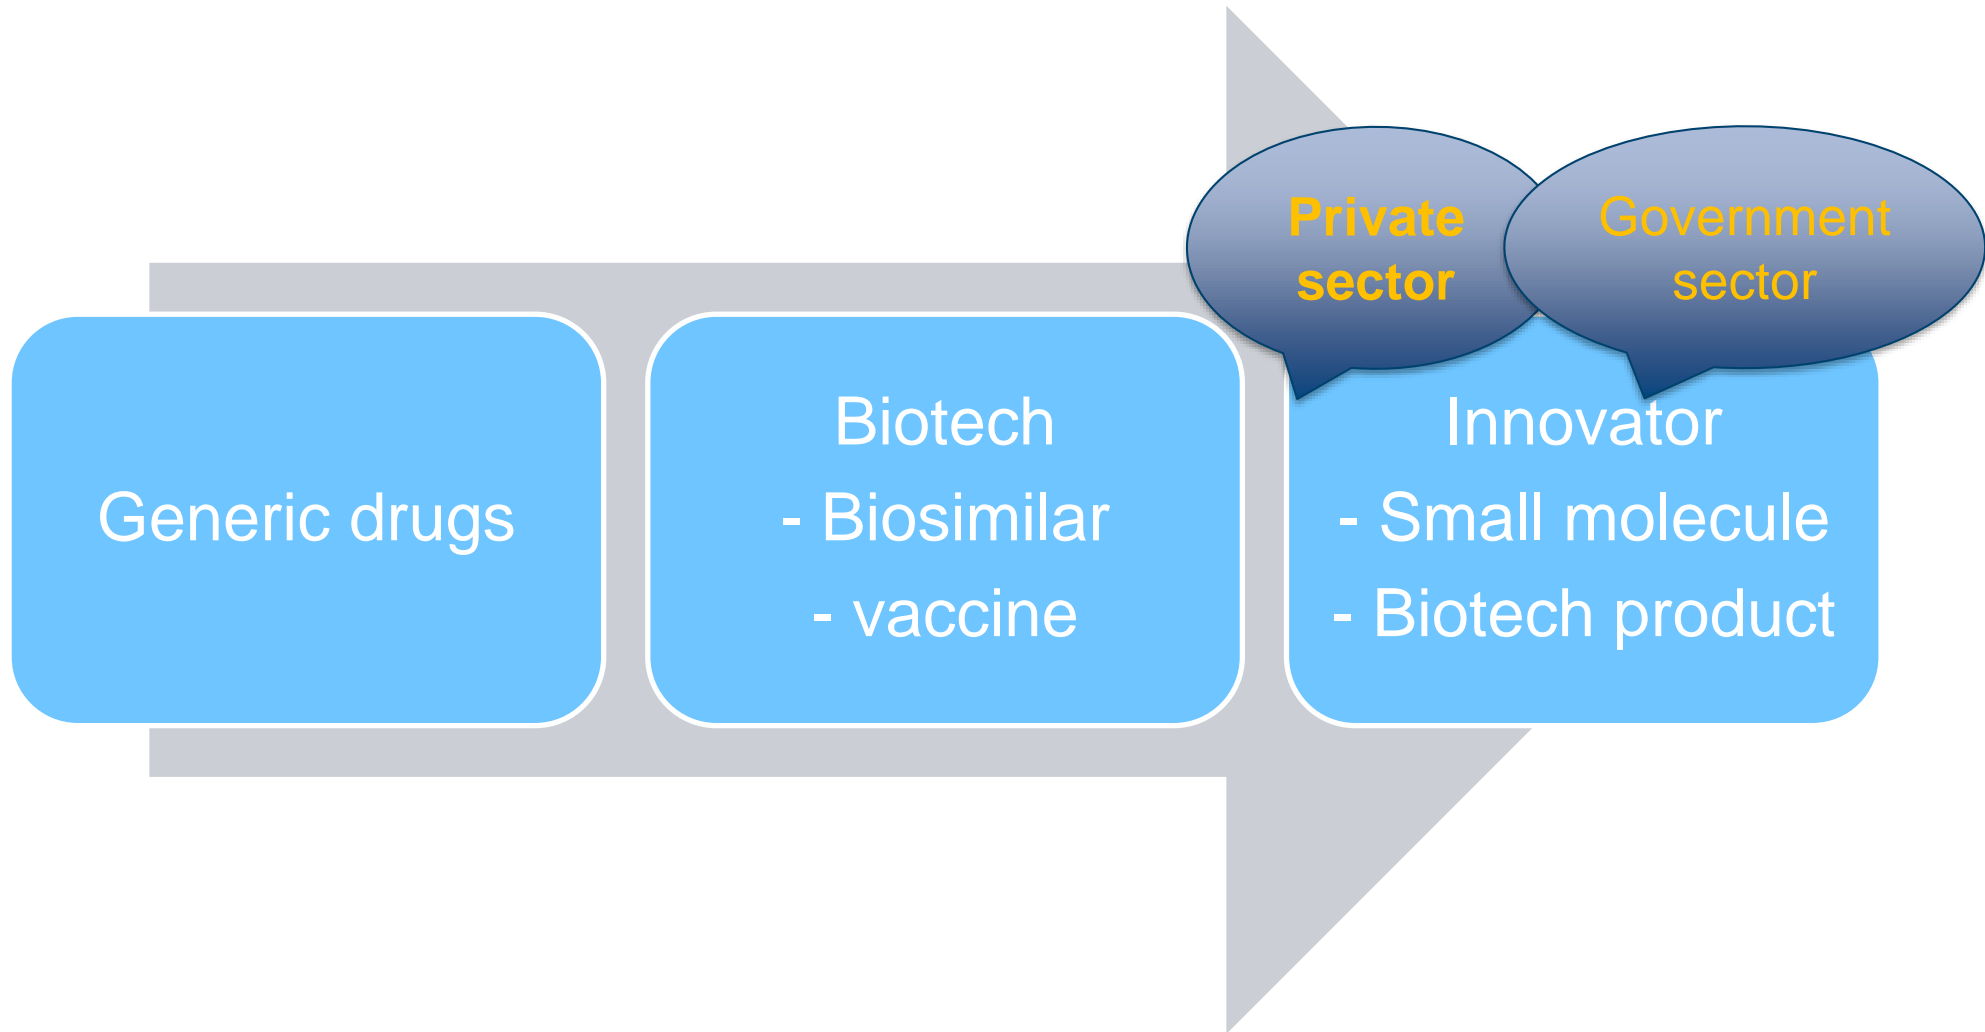 Private
sector
Government
sector
Generic drugs
Biotech
- Biosimilar
- vaccine
Innovator
- Small molecule
- Biotech product